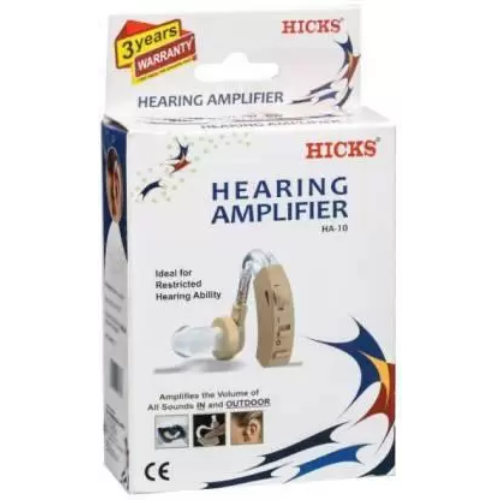 3 years
WARRANTY
HICKS
HEARING AMPLIFIER
HICKS®
HEARING
AMPLIFIER
HA-10
Ideal for
Restricted
Hearing Ability
Amplifies the Volume of
All Sounds IN and OUTDOOR
CE